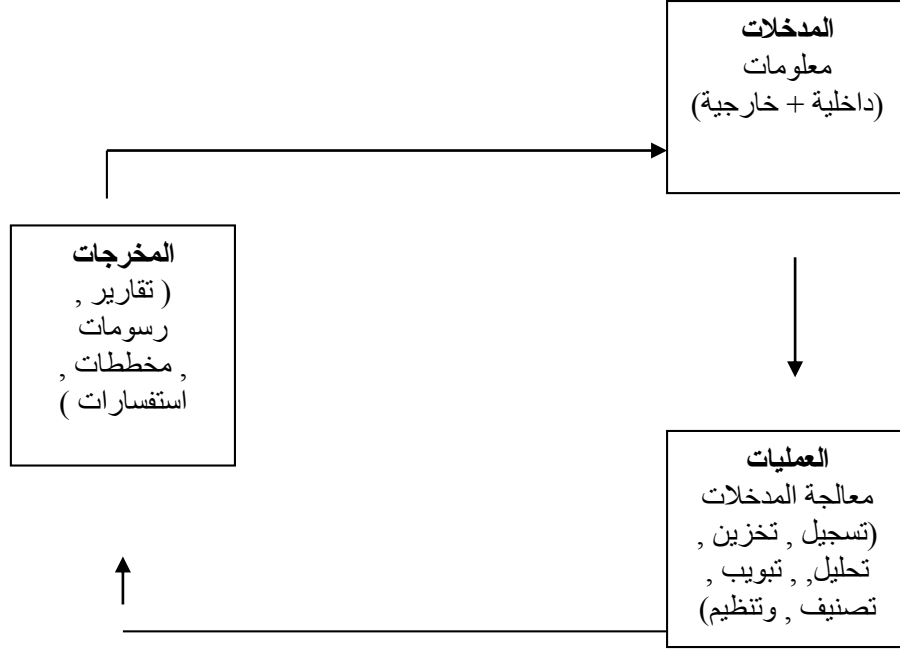 المدخلات
معلومات
(داخلية + خارجية)
المخرجات
( تقارير ,
رسومات
, مخططات ,
استفسارات )
العمليات
معالجة المدخلات
(تسجيل , تخزين ,
تحليل, , تبويب ,
تصنيف , وتنظيم)